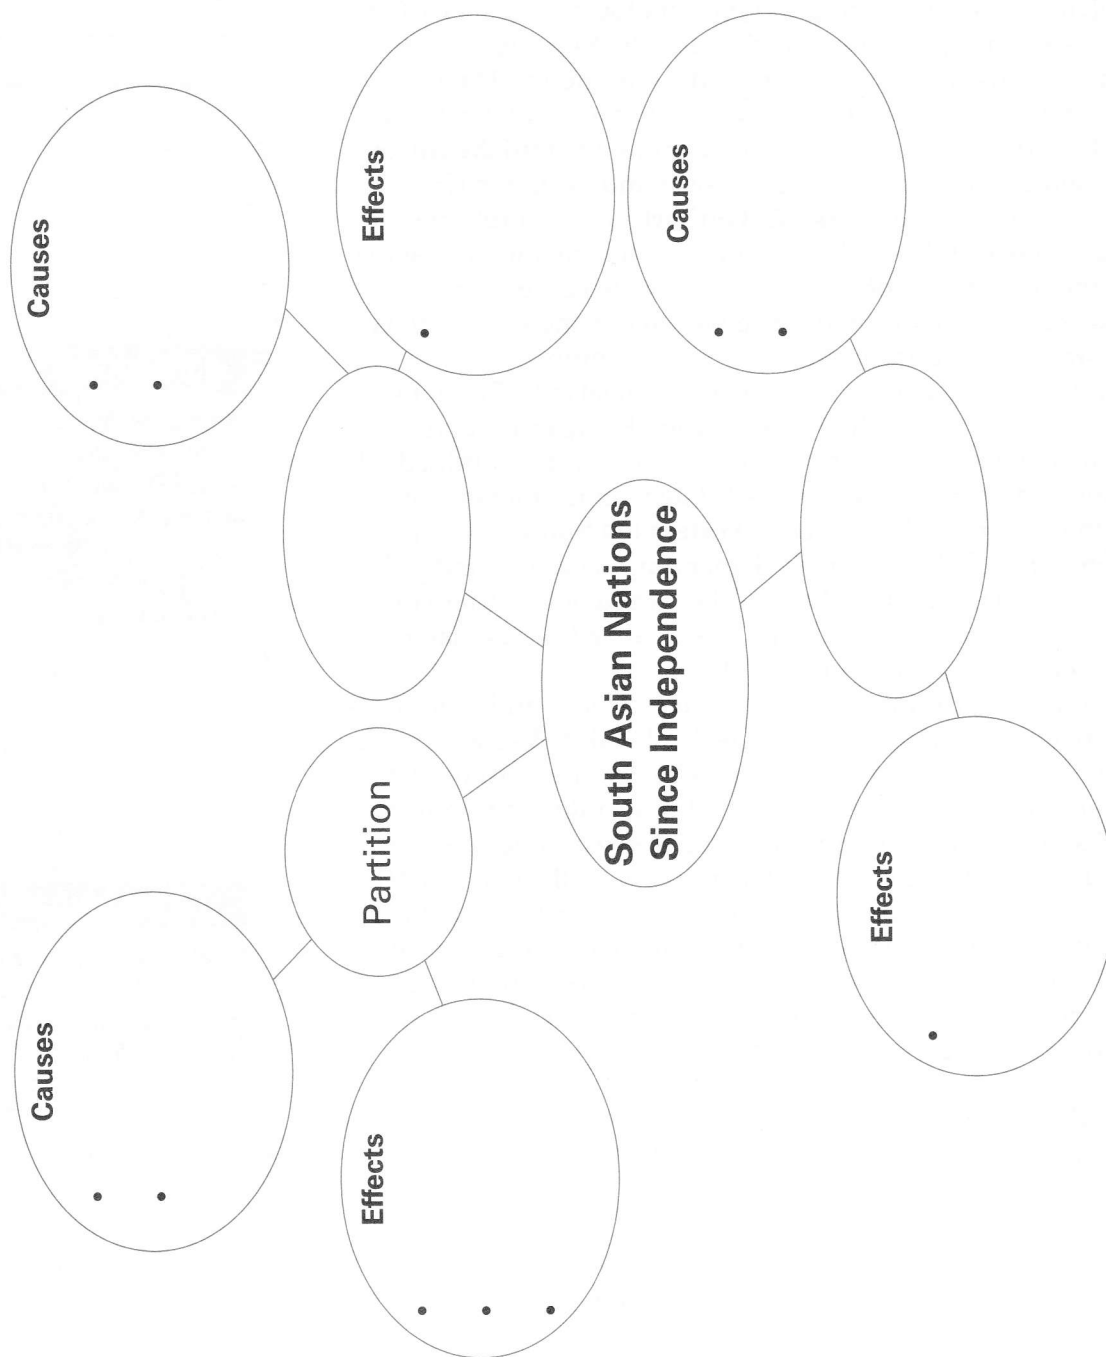 Causes
Effects
Partition
Causes
Effects
South Asian Nations
Since Independence
Causes
Effects